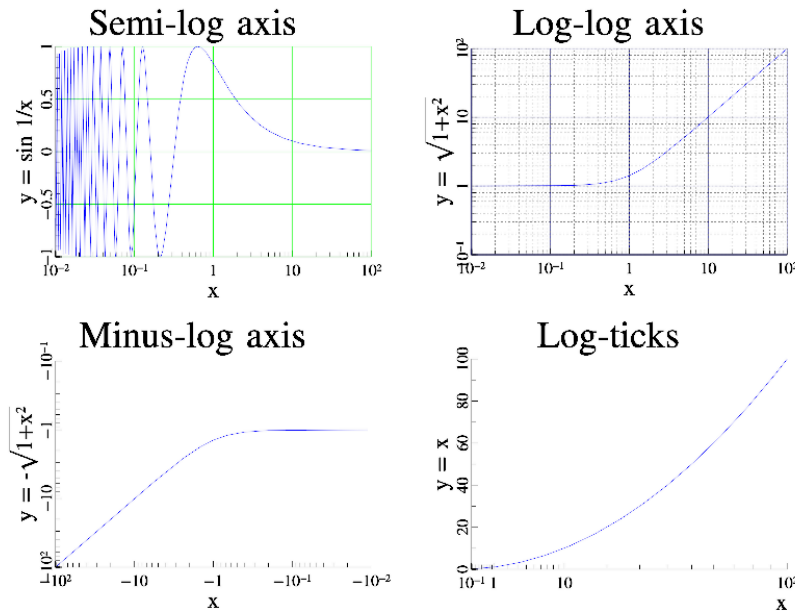 Semi-log axis
y = sin 1/x
1
0.5
0
−0.5
−1
10⁻² 10⁻¹ 1 10 10²
x
Log-log axis
y = √1+x²
10²
10
1
10⁻¹
10⁻² 10⁻¹ 1 10 10²
x
Minus-log axis
y = -√1+x²
−10⁻¹
−1
−10
−10² −10 −1 −10⁻¹ −10⁻²
x
Log-ticks
y = x
100
80
60
40
20
0
10⁻¹ 1 10
x